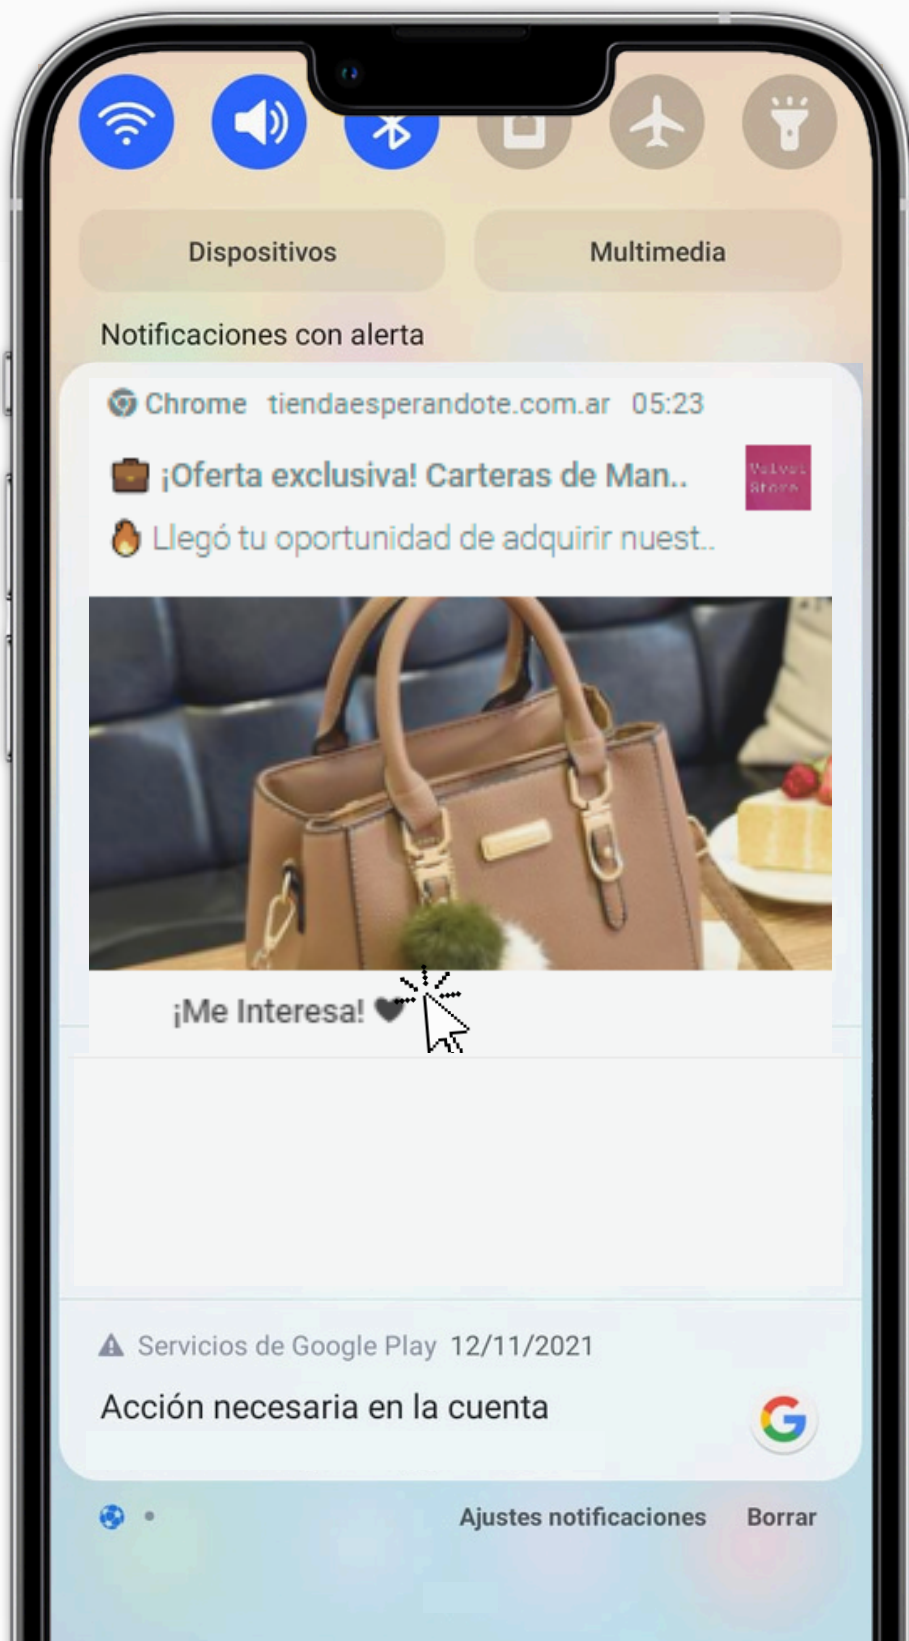 Dispositivos
Multimedia
Notificaciones con alerta
Chrome tiendaesperandote.com.ar 05:23
¡Oferta exclusiva! Carteras de Man..
Velvet
Store
Llegó tu oportunidad de adquirir nuest..
¡Me Interesa!
Servicios de Google Play 12/11/2021
Acción necesaria en la cuenta
Ajustes notificaciones Borrar